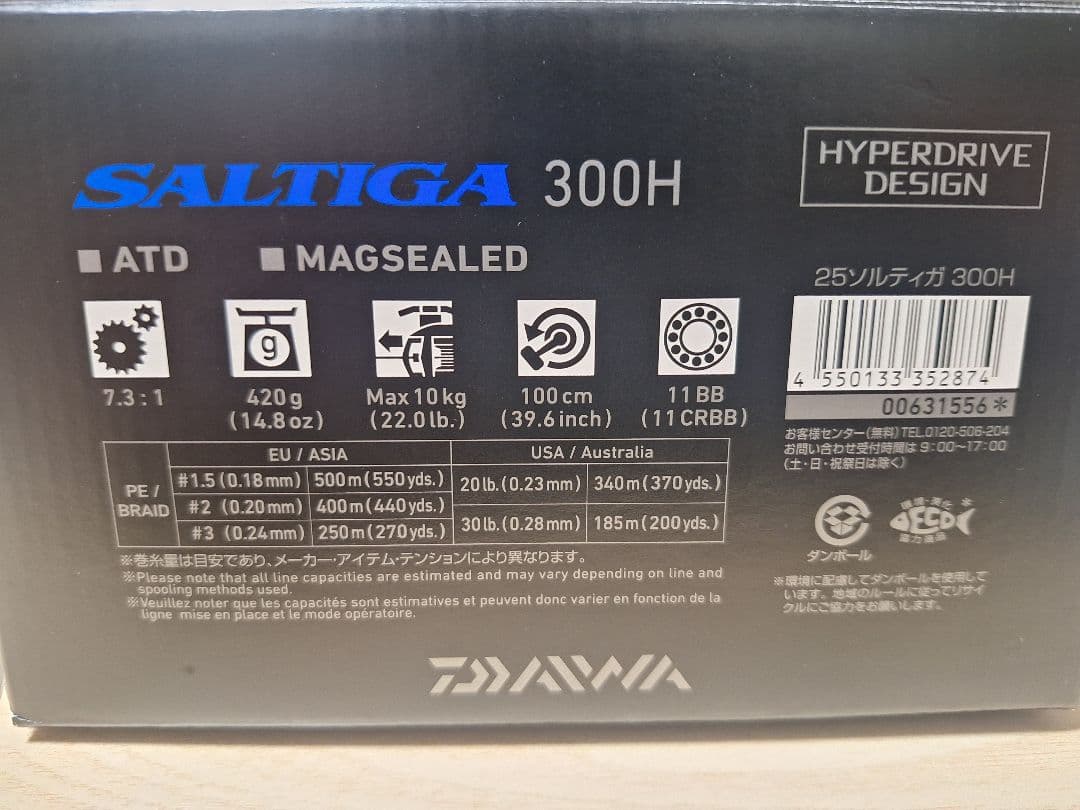 SALTIGA 300H
HYPERDRIVE
DESIGN
■ ATD ■ MAGSEALED
25ソルティガ 300H
g
7.3 : 1
420g
(14.8oz)
Max 10kg
(22.0lb.)
100cm
(39.6inch)
11BB
(11CRBB)
4 550133 352874
00631556*
お客様センター(無料)TEL.0120-506-204
お問い合わせ受付時間は 9:00~17:00
(土・日・祝祭日は除く)
EU / ASIA
USA / Australia
PE /
BRAID
#1.5(0.18mm) 500m(550yds.)
#2 (0.20mm) 400m(440yds.)
#3 (0.24mm) 250m(270yds.)
20lb.(0.23mm) 340m(370yds.)
30lb.(0.28mm) 185m(200yds.)
※巻糸量は目安であり、メーカー・アイテム・テンションにより異なります。
※Please note that all line capacities are estimated and may vary depending on line and
spooling methods used.
※Veuillez noter que les capacités sont estimatives et peuvent donc varier en fonction de la
ligne mise en place et le mode opératoire.
ダンボール
ECO
協力商品
※環境に配慮してダンボールを使用して
います。地域のルールに従ってリサイ
クルにご協力をお願いします。
DAIWA